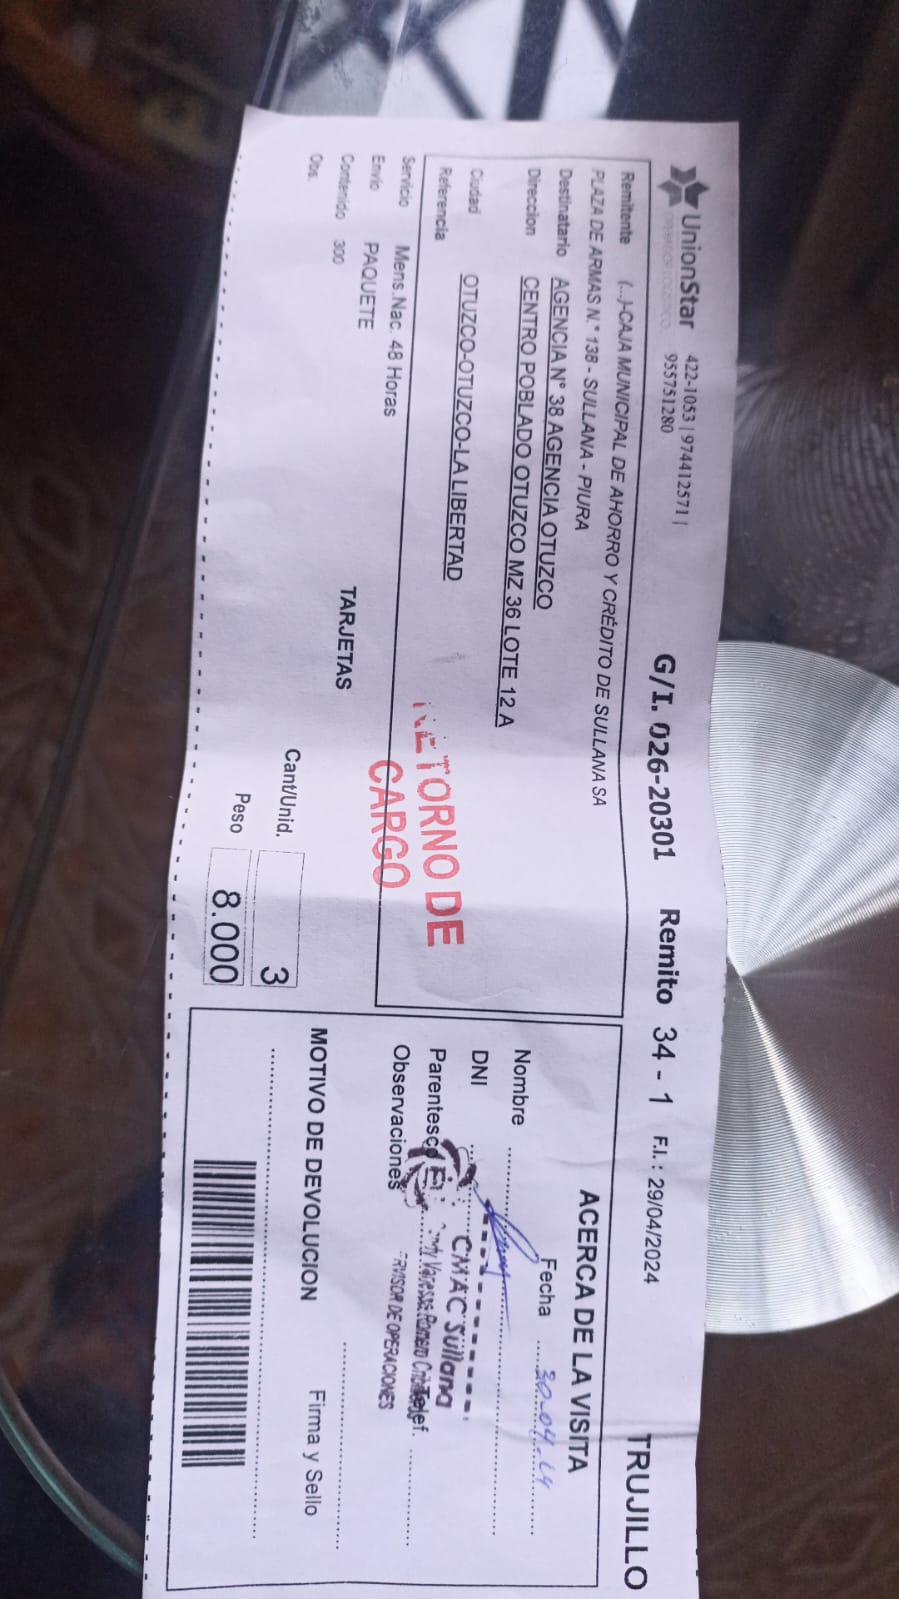 UnionStar
422-1053 | 974412571 |
955751280
G/I. 026-20301
Remito 34 - 1
F.I. : 29/04/2024
TRUJILLO
Remitente (...)-CAJA MUNICIPAL DE AHORRO Y CRÉDITO DE SULLANA SA
PLAZA DE ARMAS N.° 138 - SULLANA - PIURA
Destinatario AGENCIA N° 38 AGENCIA OTUZCO
Direccion CENTRO POBLADO OTUZCO MZ 36 LOTE 12 A
Ciudad OTUZCO-OTUZCO-LA LIBERTAD
Referencia
RETORNO DE
CARGO
Servicio Mens.Nac. 48 Horas
Envio PAQUETE
Contenido 300 TARJETAS
Obs.
Cant/Unid. 3
Peso 8.000
ACERCA DE LA VISITA
Fecha 30-04.24
Nombre
DNI
CMAC Sullana
Parentesco
Telef.
Observaciones
MOTIVO DE DEVOLUCION
Firma y Sello